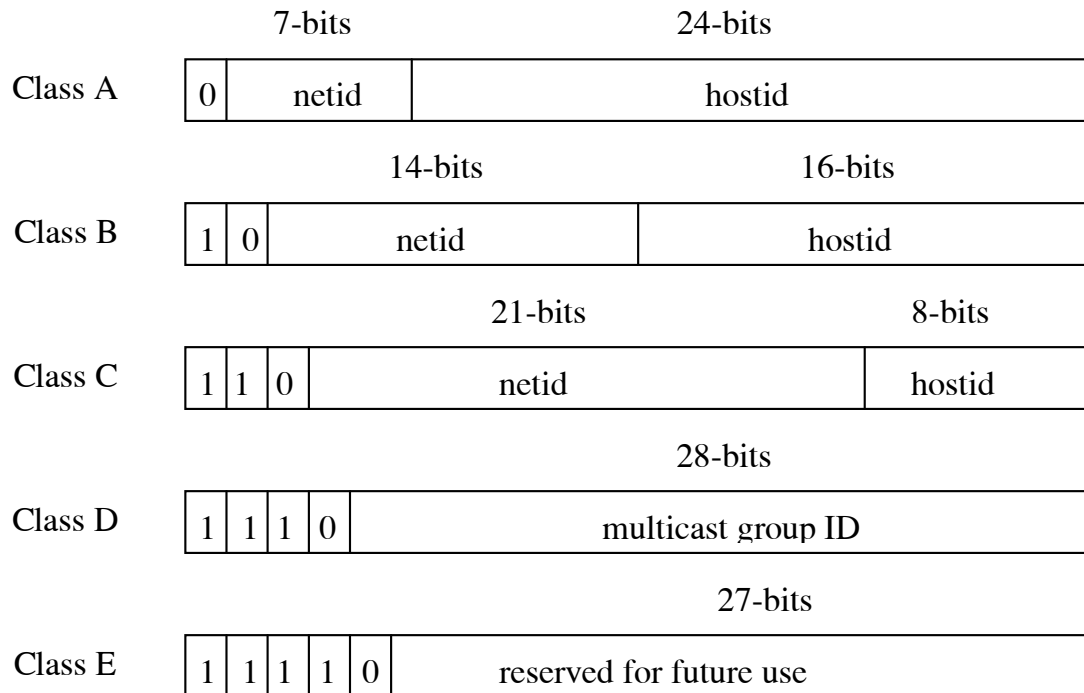 7-bits 24-bits
Class A 0 netid hostid
14-bits 16-bits
Class B 1 0 netid hostid
21-bits 8-bits
Class C 1 1 0 netid hostid
28-bits
Class D 1 1 1 0 multicast group ID
27-bits
Class E 1 1 1 1 0 reserved for future use